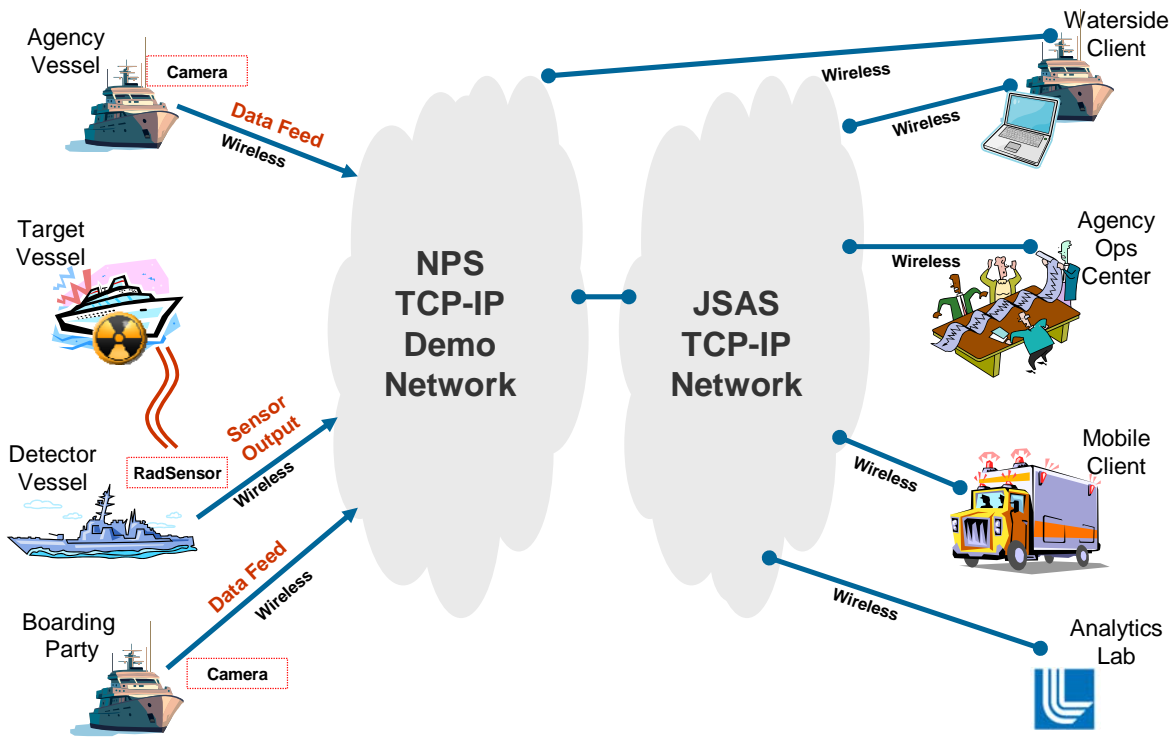 Agency
Vessel
Camera
Data Feed
Wireless
Target
Vessel
Detector
Vessel
RadSensor
Sensor
Output
Wireless
Boarding
Party
Camera
Data Feed
Wireless
NPS
TCP-IP
Demo
Network
JSAS
TCP-IP
Network
Waterside
Client
Wireless
Wireless
Agency
Ops
Center
Wireless
Mobile
Client
Wireless
Analytics
Lab
Wireless